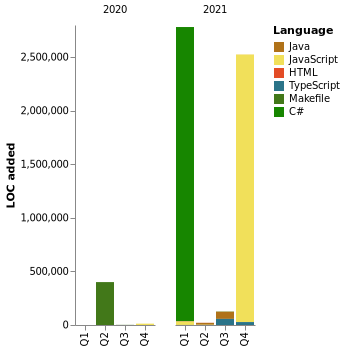 2020
2021
LOC added
2,500,000
2,000,000
1,500,000
1,000,000
500,000
0
Q1
Q2
Q3
Q4
Q1
Q2
Q3
Q4
Language
Java
JavaScript
HTML
TypeScript
Makefile
C#